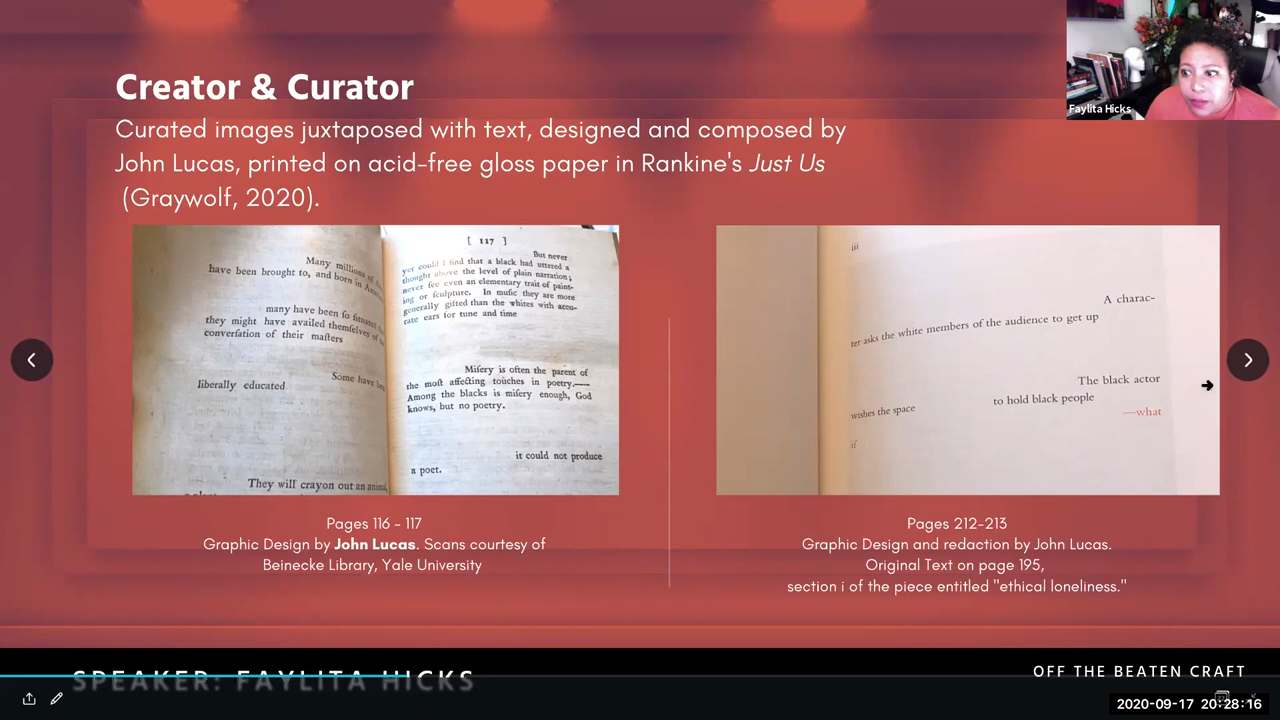 Creator & Curator
Curated images juxtaposed with text, designed and composed by
John Lucas, printed on acid-free gloss paper in Rankine's Just Us
(Graywolf, 2020).
Faylita Hicks
Many millions of
have been brought to, and born in
many have been ſo
they might have availed themſelves of
converſation of their maſters
Some have
liberally educated
They will crayon out an animal,
[ 117 ]
But never
yet could I find that a black had uttered a
thought above the level of plain narration;
never ſee even an elementary trait of paint-
ing or ſculpture. In muſic they are more
generally gifted than the whites with accu-
rate ears for tune and time
Miſery is often the parent of
the moſt affecting touches in poetry.—
Among the blacks is miſery enough, God
knows, but no poetry.
it could not produce
a poet.
iii
A charac-
ter asks the white members of the audience to get up
The black actor
wishes the space to hold black people
—what
if
Pages 116 - 117
Graphic Design by John Lucas. Scans courtesy of
Beinecke Library, Yale University
Pages 212-213
Graphic Design and redaction by John Lucas.
Original Text on page 195,
section i of the piece entitled "ethical loneliness."
SPEAKER: FAYLITA HICKS
OFF THE BEATEN CRAFT
2020-09-17 20:28:16